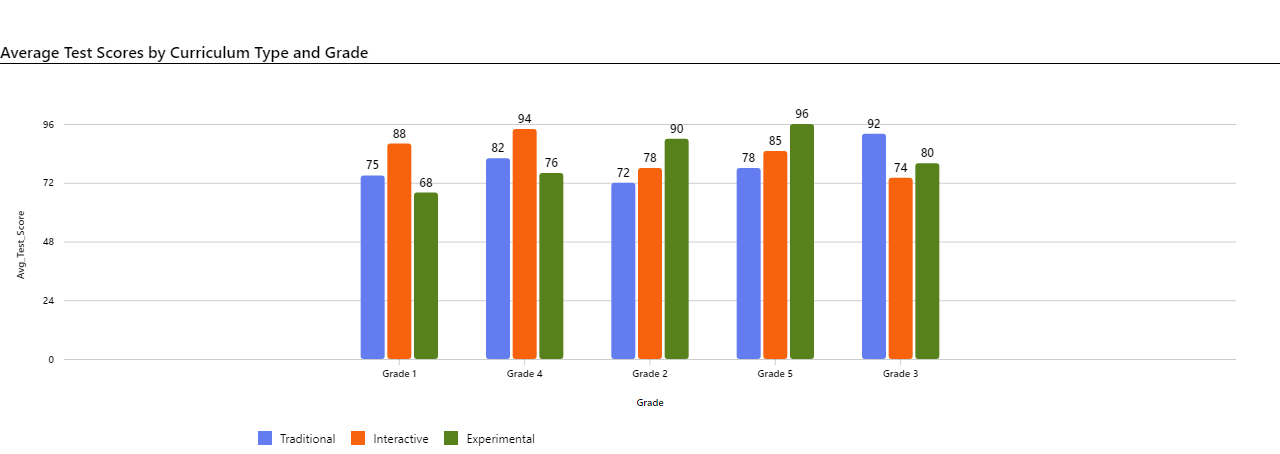 Average Test Scores by Curriculum Type and Grade
96
72
48
24
0
Avg_Test_Score
75
88
68
82
94
76
72
78
90
78
85
96
92
74
80
Grade 1
Grade 4
Grade 2
Grade 5
Grade 3
Grade
Traditional
Interactive
Experimental